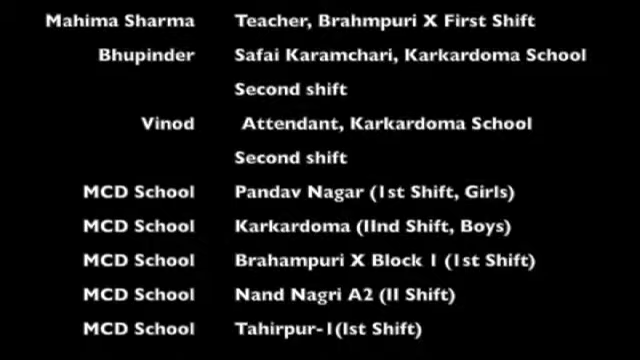 Mahima Sharma Teacher, Brahmpuri X First Shift
Bhupinder Safai Karamchari, Karkardoma School
Second shift
Vinod Attendant, Karkardoma School
Second shift
MCD School Pandav Nagar (1st Shift, Girls)
MCD School Karkardoma (IInd Shift, Boys)
MCD School Brahampuri X Block 1 (1st Shift)
MCD School Nand Nagri A2 (II Shift)
MCD School Tahirpur-1(Ist Shift)